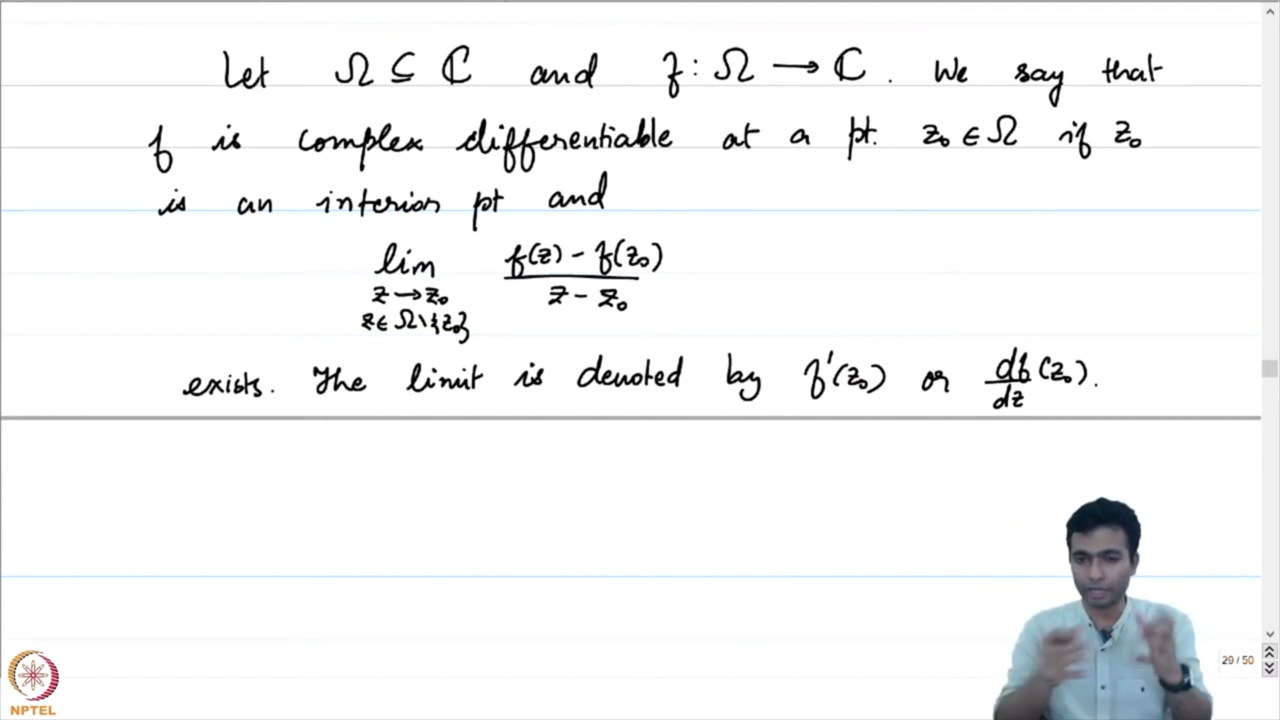 Let Ω ⊆ ℂ and f : Ω → ℂ . We say that
f is complex differentiable at a pt. z₀ ∈ Ω if z₀
is an interior pt and
lim f(z) - f(z₀)
z → z₀ z - z₀
z ∈ Ω\{z₀}
exists. The limit is denoted by f'(z₀) or df/dz (z₀).
29 / 50
NPTEL